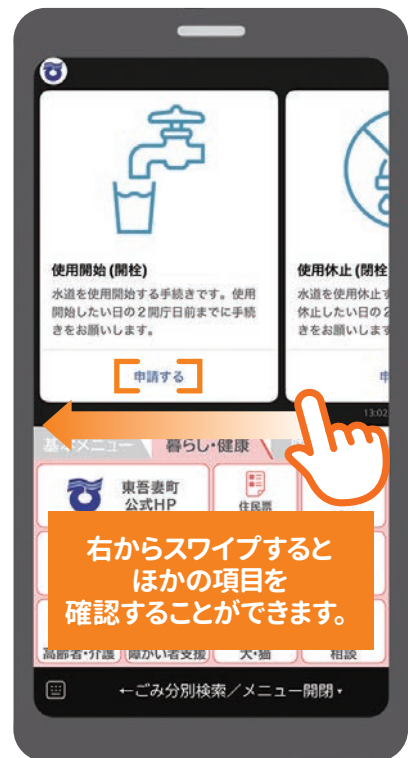 使用開始 (開栓)
水道を使用開始する手続きです。使用
開始したい日の2開庁日前までに手続
きをお願いします。
申請する
使用休止 (閉栓
水道を使用休止す
休止したい日の2
きをお願いしま
申
13:02
基本メニュー
暮らし・健康
東吾妻町
公式HP
住民票
右からスワイプすると
ほかの項目を
確認することができます。
高齢者・介護
障がい者支援
犬・猫
相談
←ごみ分別検索／メニュー開閉▾